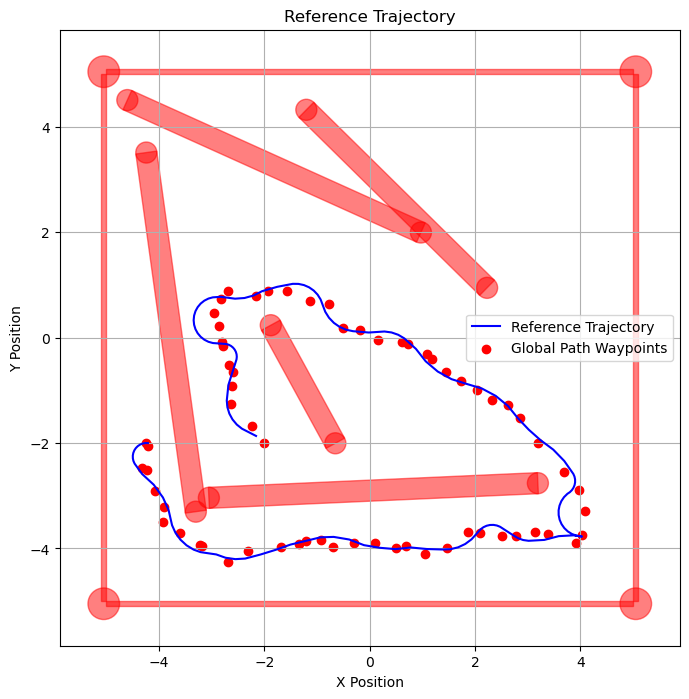 Reference Trajectory
Y Position
4
2
0
−2
−4
Reference Trajectory
Global Path Waypoints
−4
−2
0
2
4
X Position